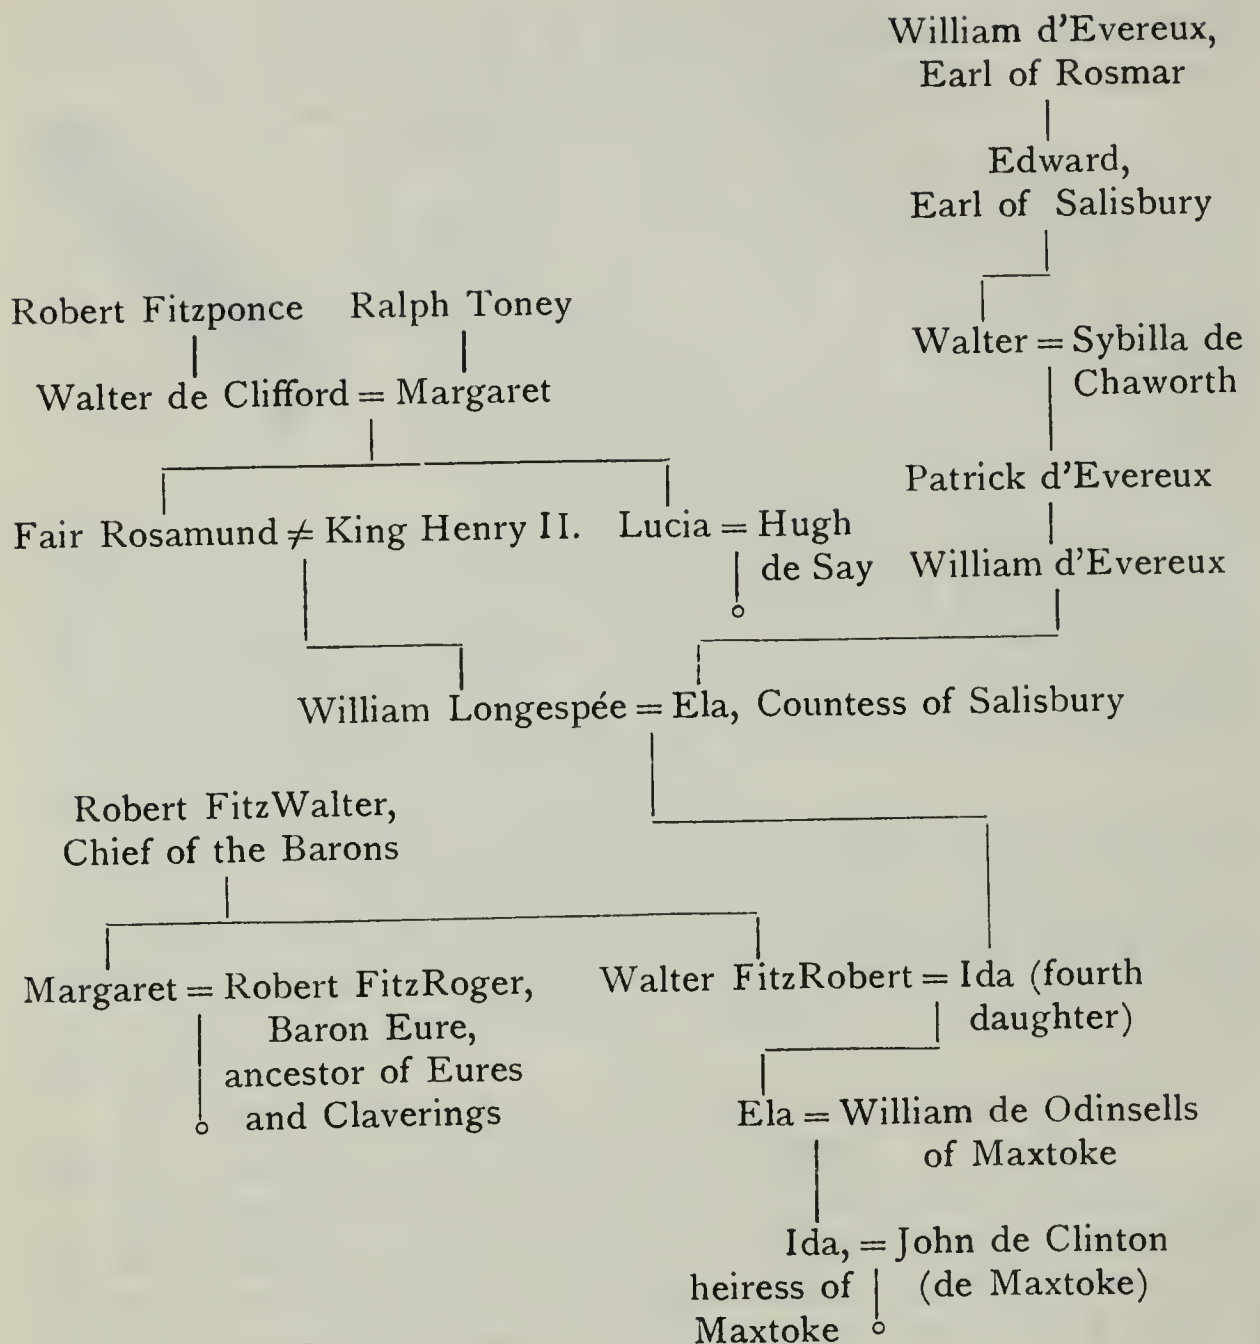 William d'Evereux,
Earl of Rosmar
Edward,
Earl of Salisbury
Robert Fitzponce Ralph Toney
Walter = Sybilla de
Chaworth
Walter de Clifford = Margaret
Patrick d'Evereux
Fair Rosamund ≠ King Henry II. Lucia = Hugh
de Say
William d'Evereux
William Longespée = Ela, Countess of Salisbury
Robert FitzWalter,
Chief of the Barons
Margaret = Robert FitzRoger,
Baron Eure,
ancestor of Eures
and Claverings
Walter FitzRobert = Ida (fourth
daughter)
Ela = William de Odinsells
of Maxtoke
Ida, = John de Clinton
heiress of (de Maxtoke)
Maxtoke